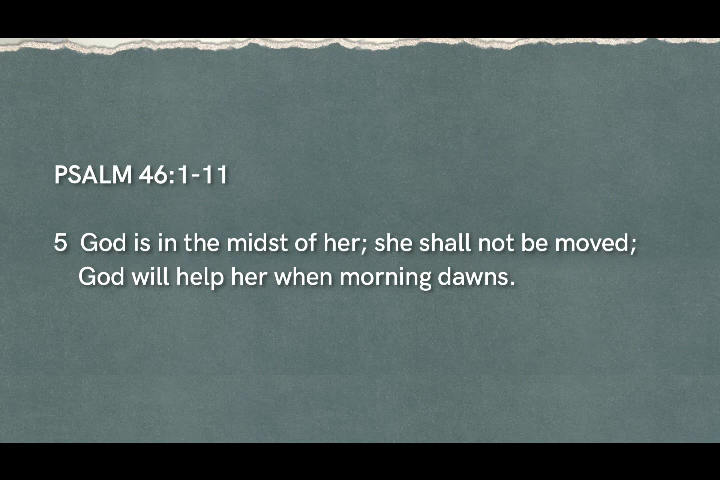 PSALM 46:1-11
5 God is in the midst of her; she shall not be moved;
God will help her when morning dawns.